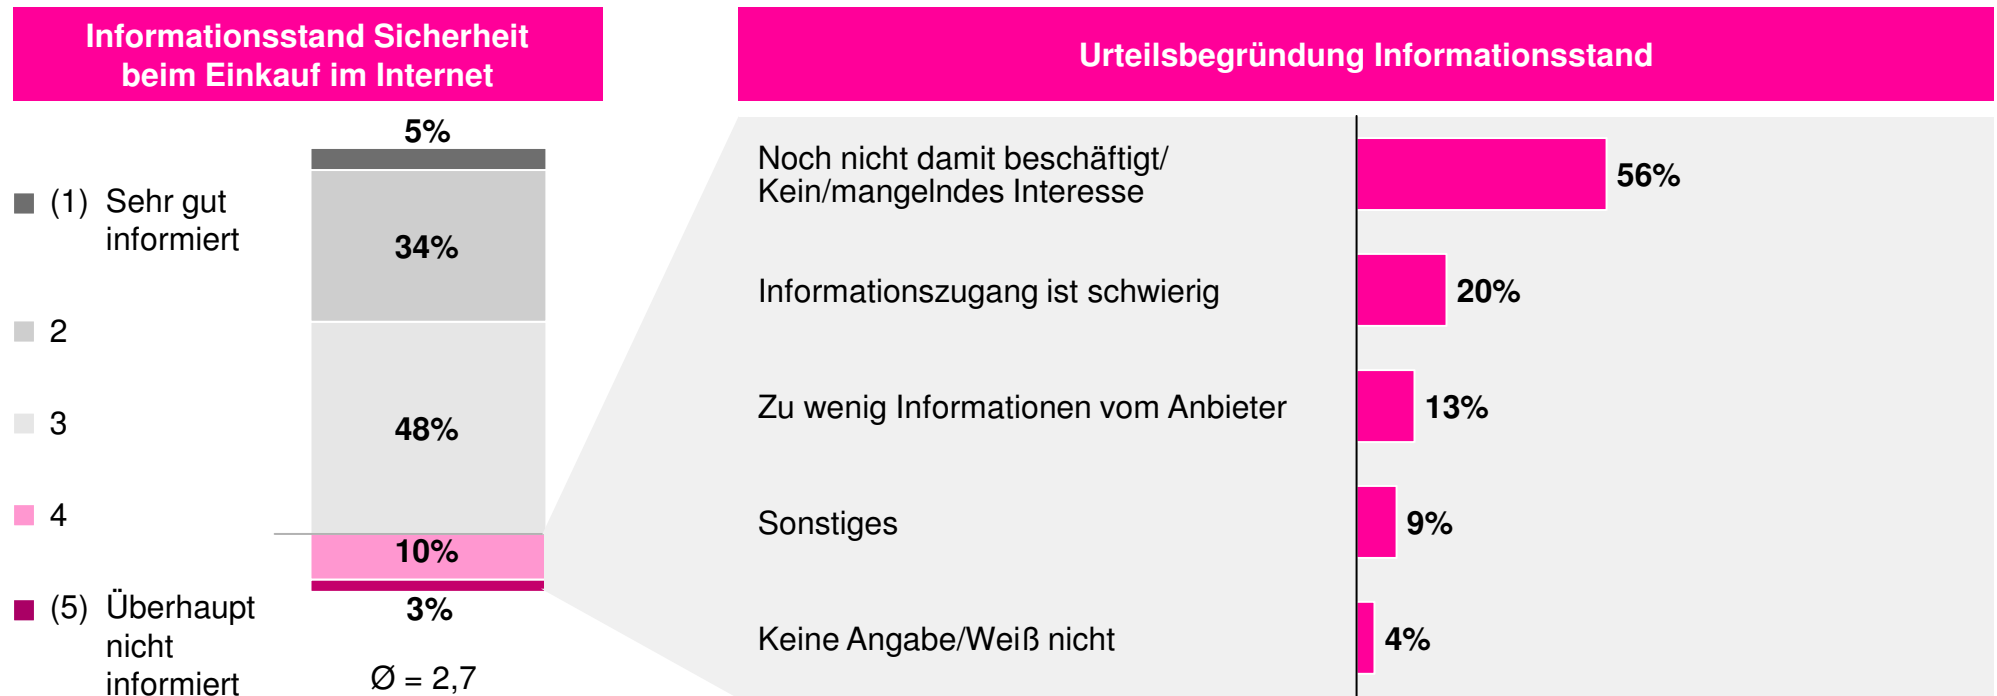 Informationsstand Sicherheit
beim Einkauf im Internet
5%
(1) Sehr gut
informiert
34%
2
3
48%
4
10%
(5) Überhaupt
nicht
informiert
3%
Ø = 2,7
Urteilsbegründung Informationsstand
Noch nicht damit beschäftigt/
Kein/mangelndes Interesse
56%
Informationszugang ist schwierig
20%
Zu wenig Informationen vom Anbieter
13%
Sonstiges
9%
Keine Angabe/Weiß nicht
4%